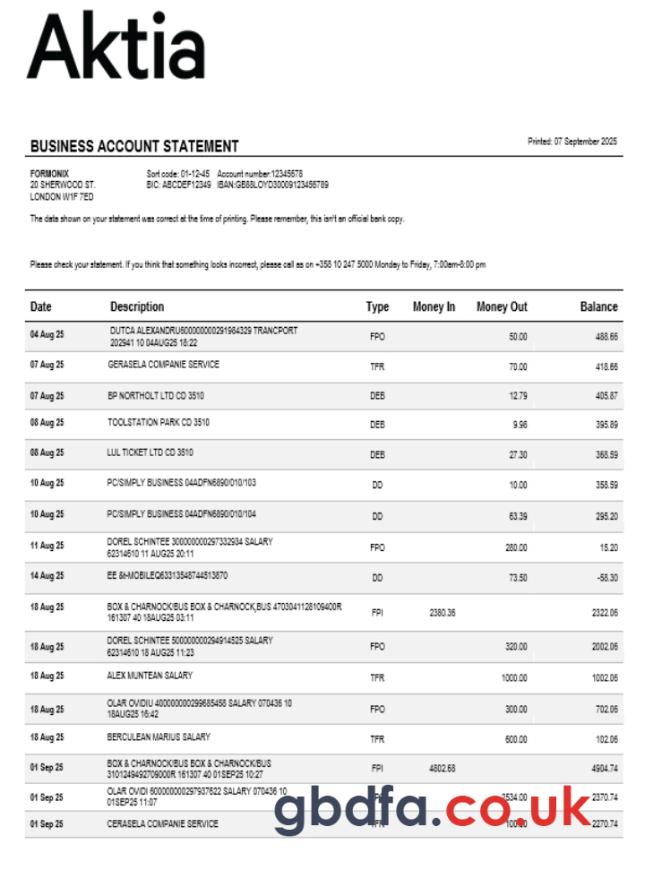 Aktia
BUSINESS ACCOUNT STATEMENT
Printed: 07 September 2025
FORMONIX
20 SHERWOOD ST.
LONDON W1F 7ED
Sort code: 01-12-45 Account number:12345678
BIC: ABCDEF12349 IBAN:GB88LOYD30009123456789
The data shown on your statement was correct at the time of printing. Please remember, this isn't an official bank copy.
Please check your statement. If you think that something looks incorrect, please call as on +358 10 247 5000 Monday to Friday, 7:00am-8:00 pm
Date Description Type Money In Money Out Balance
04 Aug 25 DUTCA ALEXANDRU600000000291984329 TRANCPORT
202941 10 04AUG25 18:22 FPO 50.00 488.66
07 Aug 25 GERASELA COMPANIE SERVICE TFR 70.00 418.66
07 Aug 25 BP NORTHOLT LTD CD 3510 DEB 12.79 405.87
08 Aug 25 TOOLSTATION PARK CD 3510 DEB 9.98 395.89
08 Aug 25 LUL TICKET LTD CD 3510 DEB 27.30 368.59
10 Aug 25 PC/SIMPLY BUSINESS 04ADFN6890/010/103 DD 10.00 358.59
10 Aug 25 PC/SIMPLY BUSINESS 04ADFN6890/010/104 DD 63.39 295.20
11 Aug 25 DOREL SCHINTEE 300000000297332934 SALARY
62314610 11 AUG25 20:11 FPO 280.00 15.20
14 Aug 25 EE &MOBILEQ63313548744513870 DD 73.50 -58.30
18 Aug 25 BOX & CHARNOCK/BUS BOX & CHARNOCK,BUS 4703041128109400R
161307 40 18AUG25 03:11 FPI 2380.36 2322.06
18 Aug 25 DOREL SCHINTEE 500000000294914525 SALARY
62314610 18 AUG25 11:23 FPO 320.00 2002.06
18 Aug 25 ALEX MUNTEAN SALARY TFR 1000.00 1002.06
18 Aug 25 OLAR OVIDIU 400000000299685458 SALARY 070436 10
18AUG25 16:42 FPO 300.00 702.06
18 Aug 25 BERCULEAN MARIUS SALARY TFR 600.00 102.06
01 Sep 25 BOX & CHARNOCK/BUS BOX & CHARNOCK/BUS
3101249492709000R 161307 40 01SEP25 10:27 FPI 4802.68 4904.74
01 Sep 25 OLAR OVIDI 600000000297937622 SALARY 070436 10
01SEP25 11:07 2534.00 2370.74
01 Sep 25 CERASELA COMPANIE SERVICE 100.00 2270.74
gbdfa.co.uk